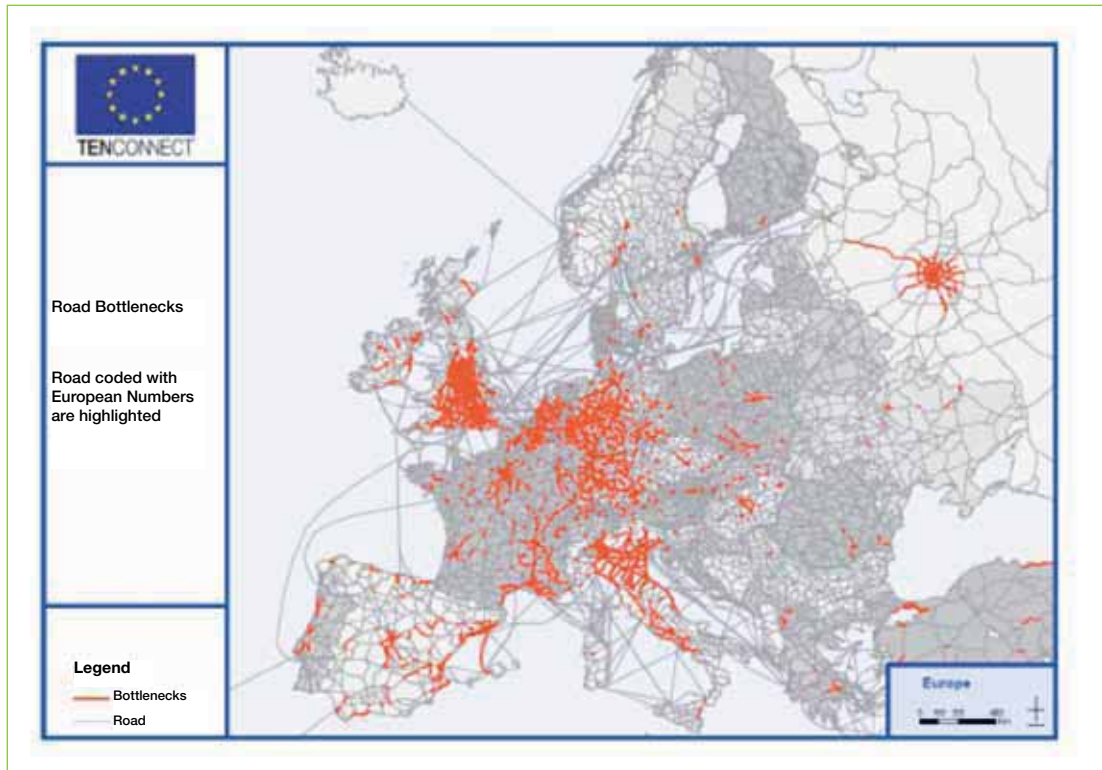 TENCONNECT
Road Bottlenecks
Road coded with
European Numbers
are highlighted
Legend
Bottlenecks
Road
Europe